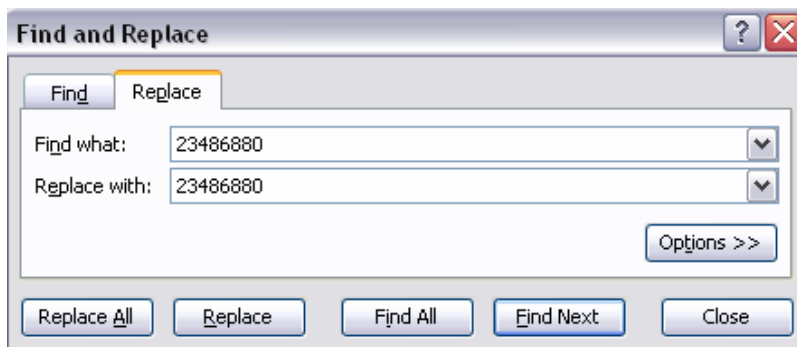 Find and Replace
Find Replace
Find what: 23486880
Replace with: 23486880
Options >>
Replace All Replace Find All Find Next Close